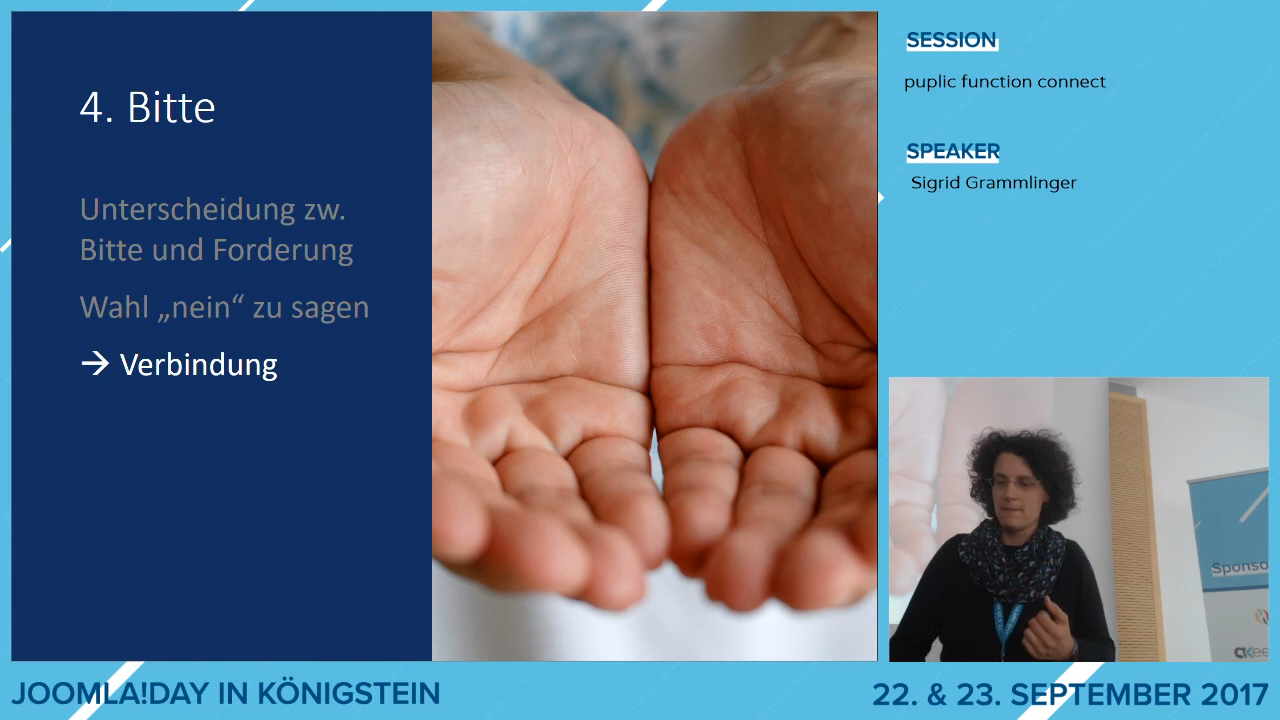 4. Bitte
Unterscheidung zw.
Bitte und Forderung
Wahl „nein“ zu sagen
→ Verbindung
SESSION
puplic function connect
SPEAKER
Sigrid Grammlinger
JOOMLA!DAY IN KÖNIGSTEIN
22. & 23. SEPTEMBER 2017